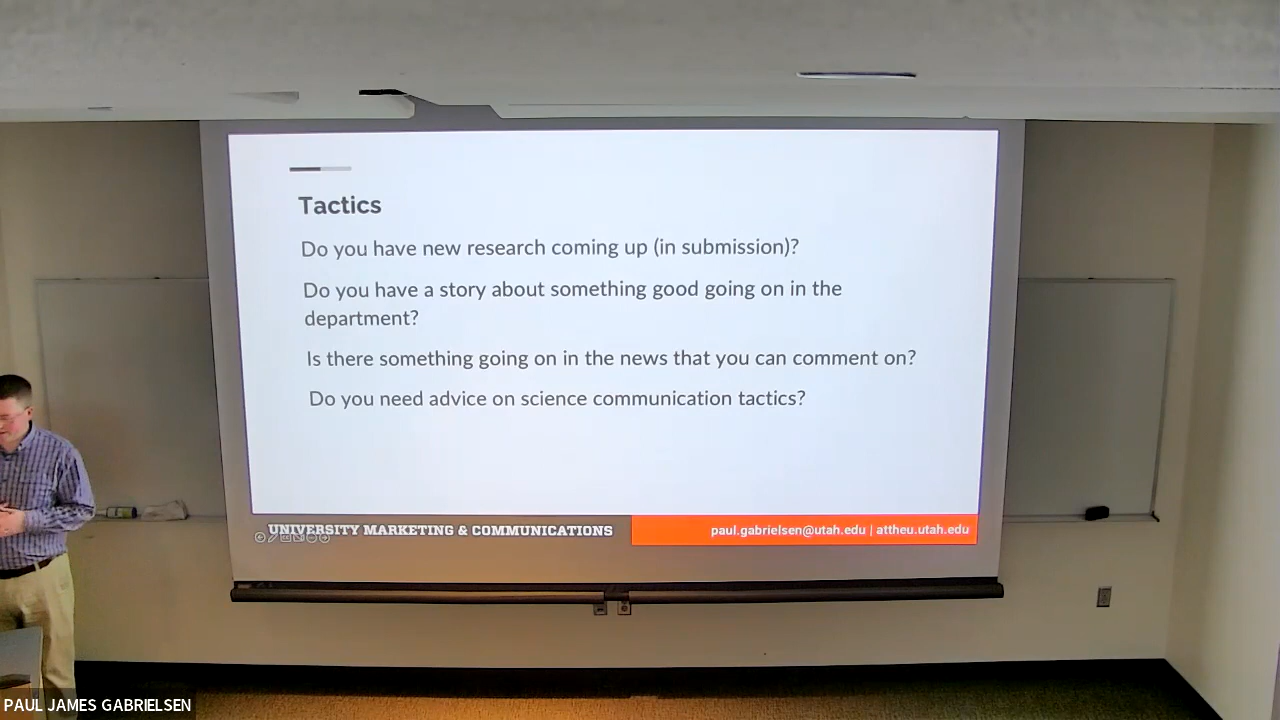 Tactics
Do you have new research coming up (in submission)?
Do you have a story about something good going on in the
department?
Is there something going on in the news that you can comment on?
Do you need advice on science communication tactics?
UNIVERSITY MARKETING & COMMUNICATIONS
paul.gabrielsen@utah.edu | attheu.utah.edu
PAUL JAMES GABRIELSEN